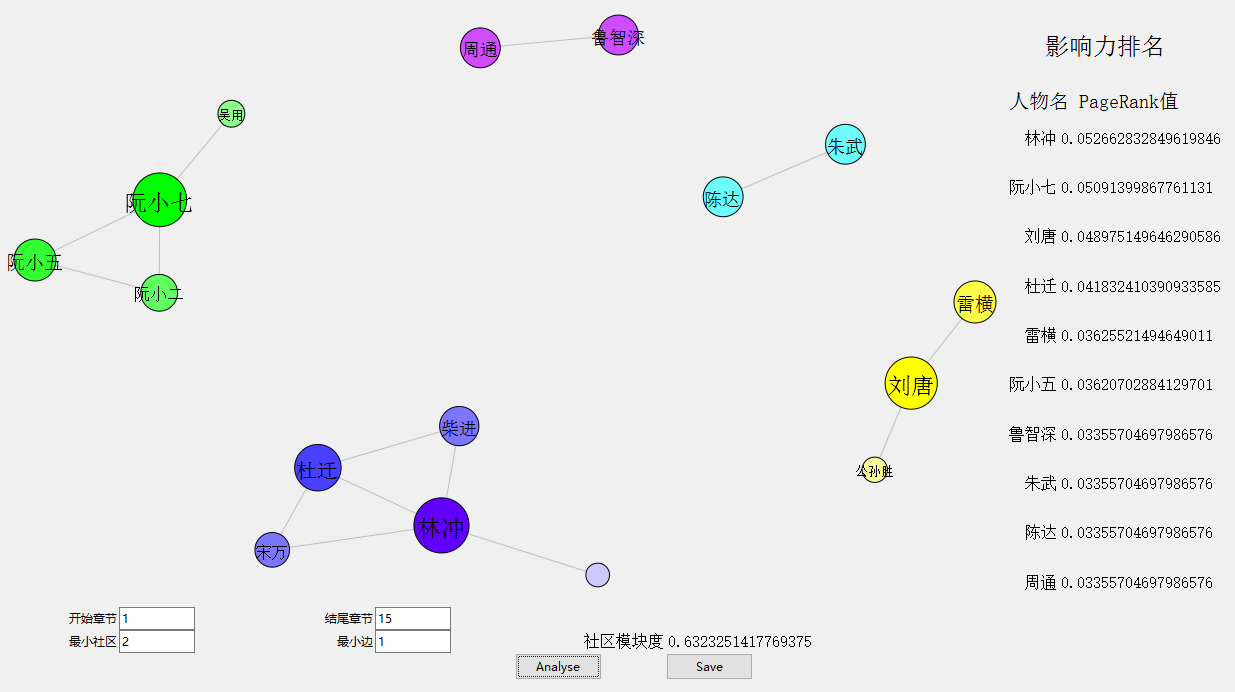 周通
鲁智深
影响力排名
人物名 PageRank值
吴用
朱武
林冲 0.052662832849619846
阮小七
陈达
阮小七 0.05091399867761131
刘唐 0.048975149646290586
阮小五
阮小二
杜迁 0.041832410390933585
雷横
雷横 0.03625521494649011
刘唐
阮小五 0.03620702884129701
柴进
鲁智深 0.03355704697986576
杜迁
公孙胜
朱武 0.03355704697986576
林冲
宋万
陈达 0.03355704697986576
周通 0.03355704697986576
开始章节 1
结尾章节 15
最小社区 2
最小边 1
社区模块度 0.6323251417769375
Analyse
Save